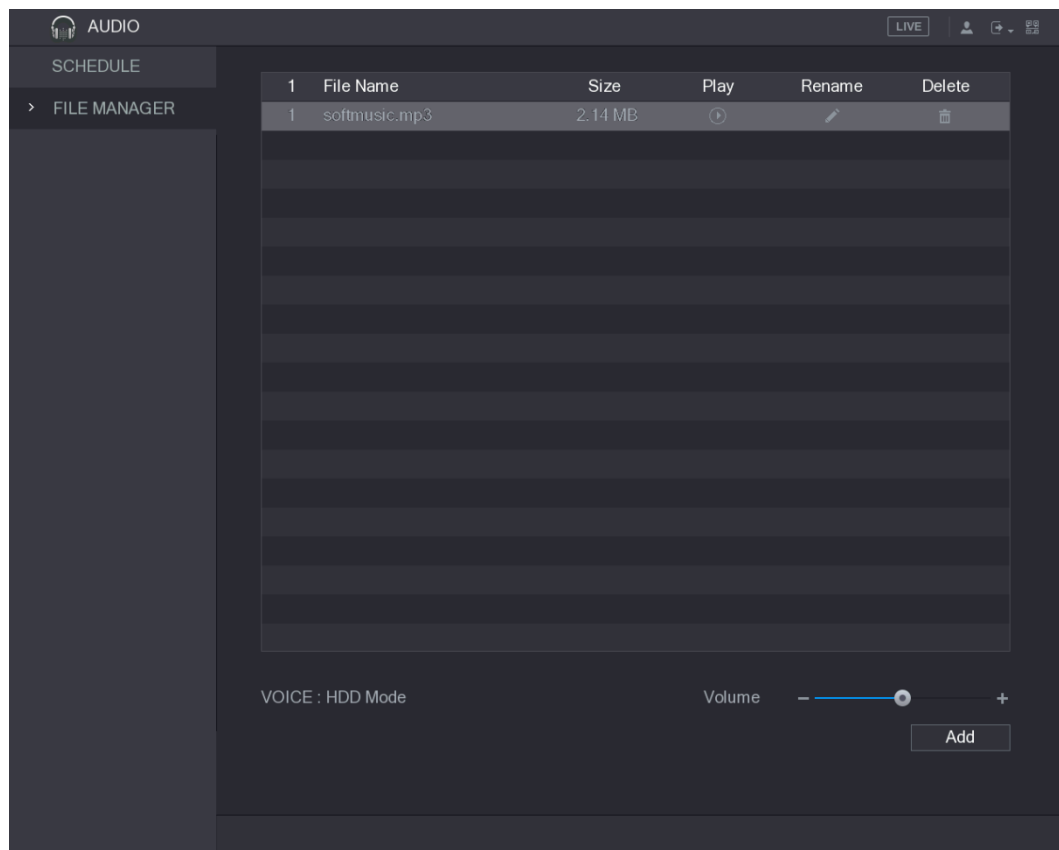 AUDIO LIVE
SCHEDULE
FILE MANAGER
1 File Name Size Play Rename Delete
1 softmusic.mp3 2.14 MB
VOICE : HDD Mode Volume − +
Add